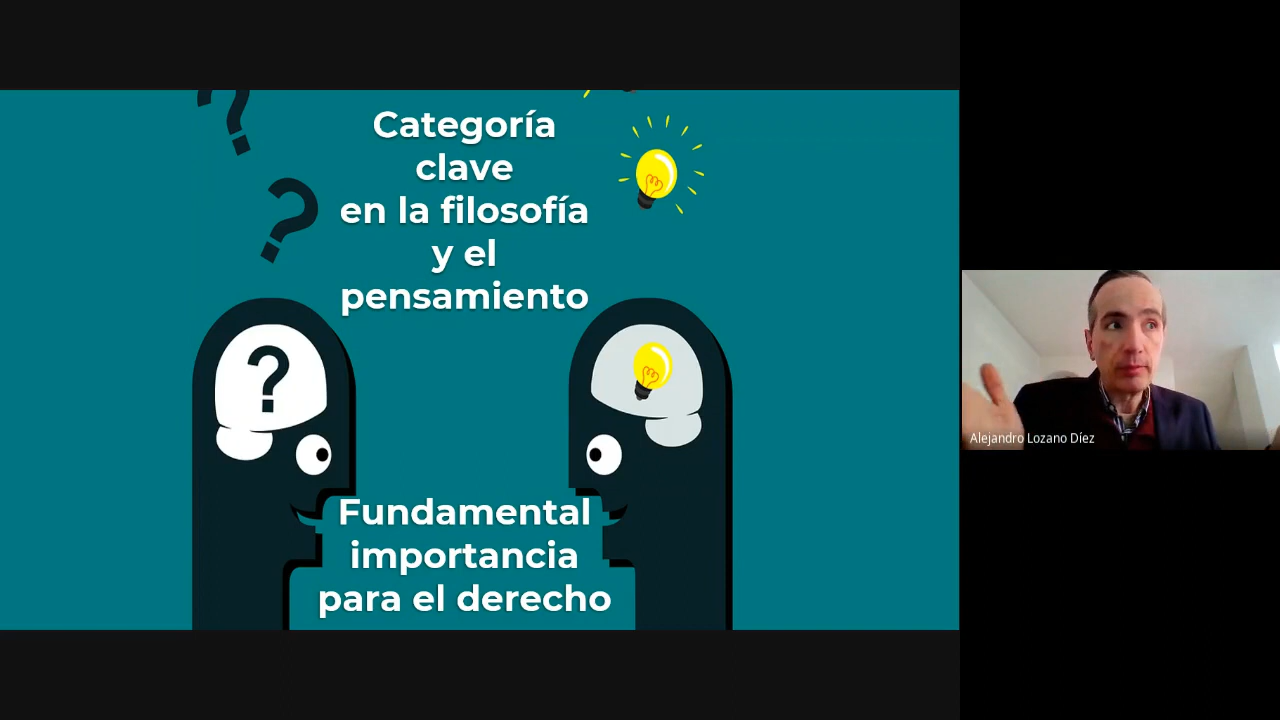 Categoría
clave
en la filosofía
y el
pensamiento
Fundamental
importancia
para el derecho
Alejandro Lozano Díez